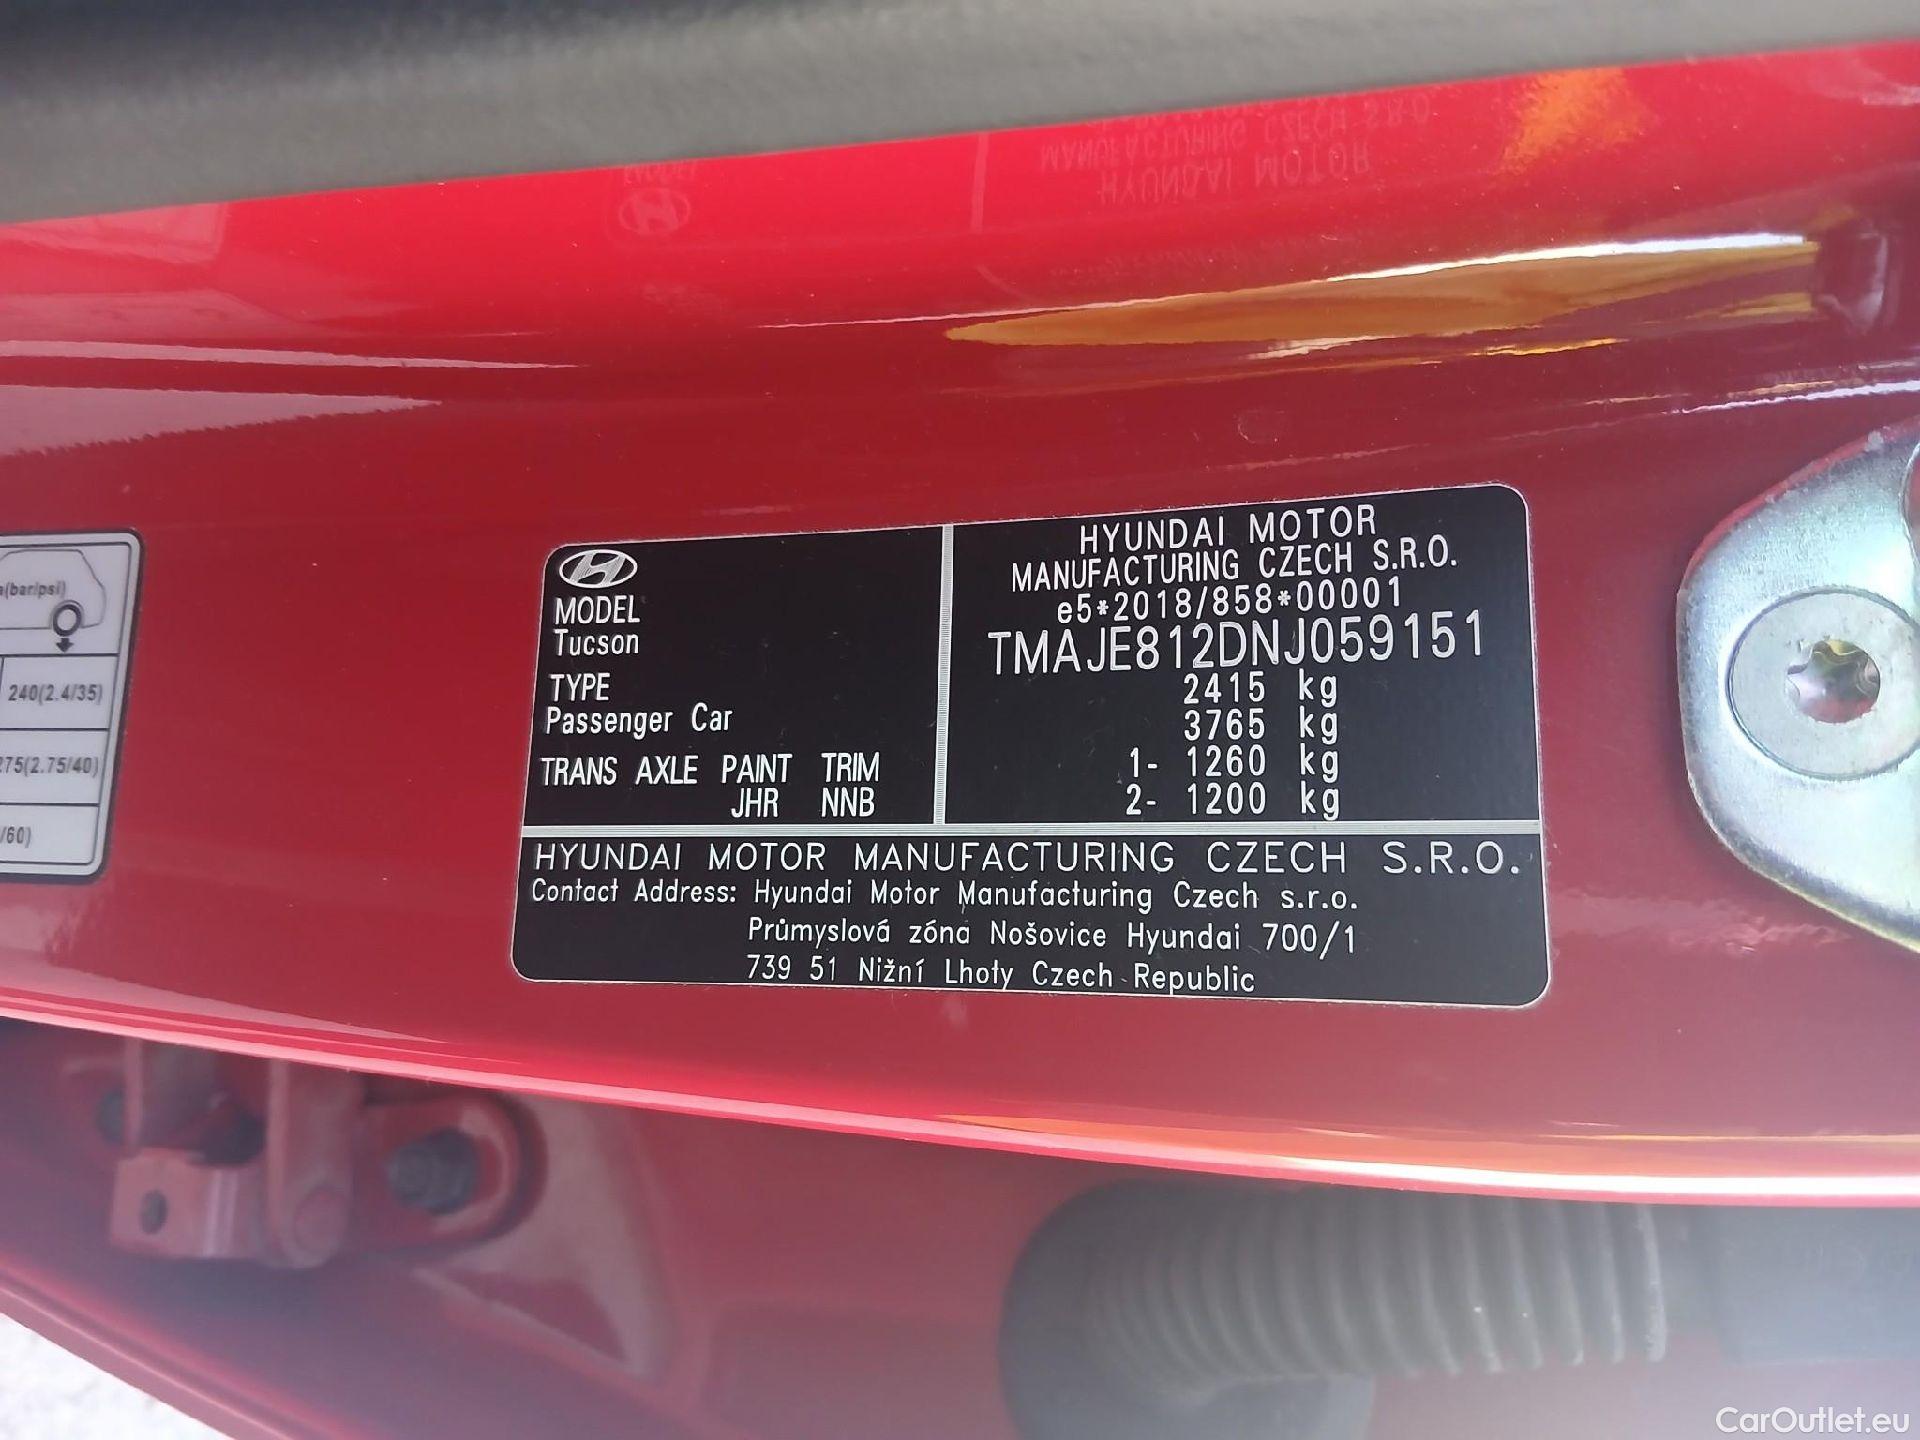 a(bar/psi)
240(2.4/35)
275(2.75/40)
/60)
MODEL
Tucson
TYPE
Passenger Car
TRANS AXLE PAINT TRIM
JHR NNB
HYUNDAI MOTOR
MANUFACTURING CZECH S.R.O.
e5*2018/858*00001
TMAJE812DNJ059151
2415 kg
3765 kg
1- 1260 kg
2- 1200 kg
HYUNDAI MOTOR MANUFACTURING CZECH S.R.O.
Contact Address: Hyundai Motor Manufacturing Czech s.r.o.
Průmyslová zóna Nošovice Hyundai 700/1
739 51 Nižní Lhoty Czech Republic
CarOutlet.eu